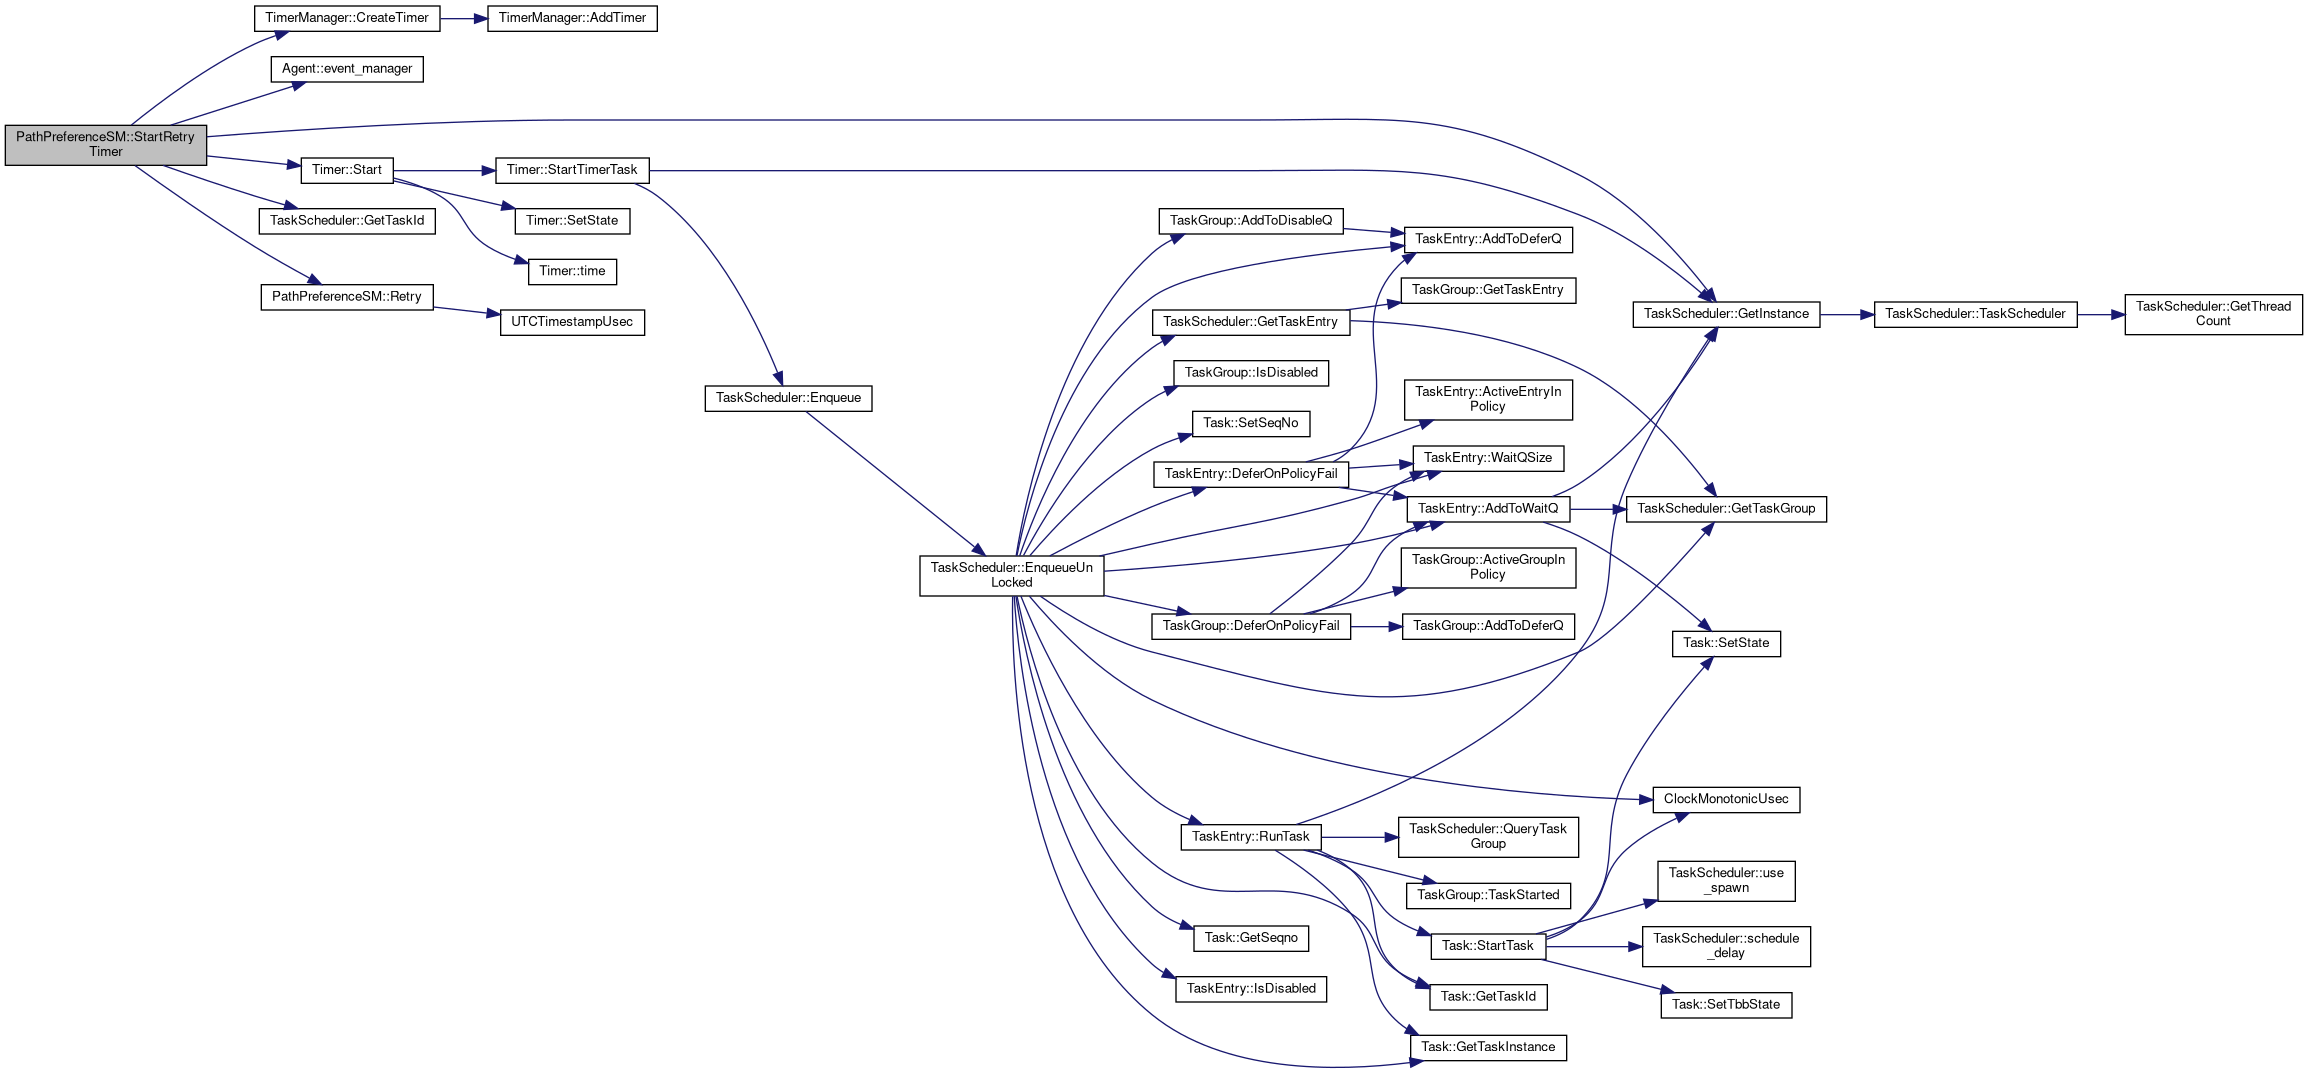 TimerManager::CreateTimer
TimerManager::AddTimer
Agent::event_manager
PathPreferenceSM::StartRetry
Timer
Timer::Start
Timer::StartTimerTask
TaskScheduler::GetTaskId
Timer::SetState
Timer::time
PathPreferenceSM::Retry
UTCTimestampUsec
TaskScheduler::Enqueue
TaskScheduler::EnqueueUn
Locked
TaskGroup::AddToDisableQ
TaskEntry::AddToDeferQ
TaskGroup::GetTaskEntry
TaskScheduler::GetTaskEntry
TaskScheduler::GetInstance
TaskScheduler::TaskScheduler
TaskScheduler::GetThread
Count
TaskGroup::IsDisabled
TaskEntry::ActiveEntryIn
Policy
Task::SetSeqNo
TaskEntry::WaitQSize
TaskEntry::DeferOnPolicyFail
TaskEntry::AddToWaitQ
TaskScheduler::GetTaskGroup
TaskGroup::ActiveGroupIn
Policy
TaskGroup::DeferOnPolicyFail
TaskGroup::AddToDeferQ
Task::SetState
ClockMonotonicUsec
TaskEntry::RunTask
TaskScheduler::QueryTask
Group
TaskGroup::TaskStarted
TaskScheduler::use
_spawn
Task::GetSeqno
Task::StartTask
TaskScheduler::schedule
_delay
TaskEntry::IsDisabled
Task::GetTaskId
Task::SetTbbState
Task::GetTaskInstance